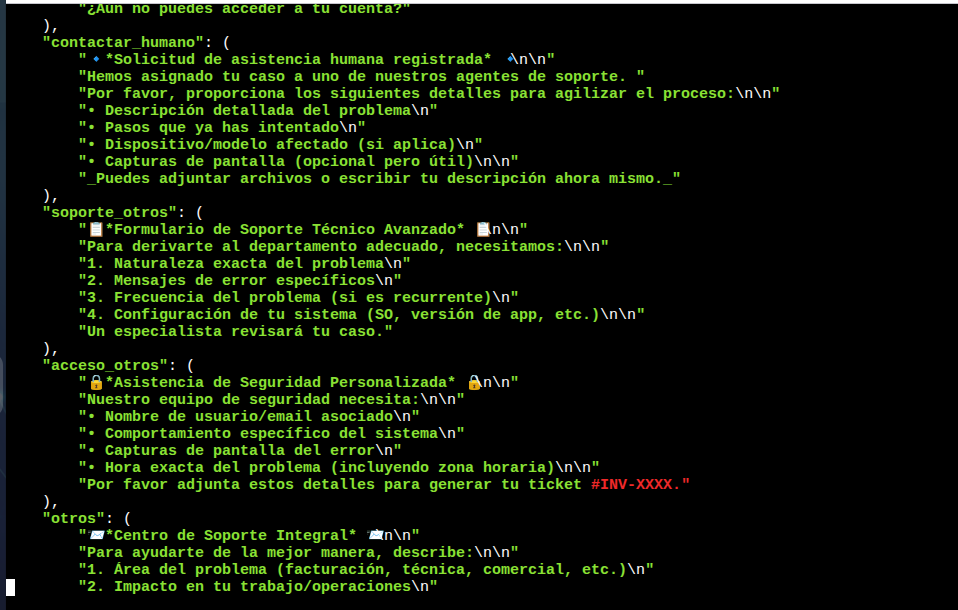 "¿Aún no puedes acceder a tu cuenta?"
),
"contactar_humano": (
"🔹*Solicitud de asistencia humana registrada* 🔹\n\n"
"Hemos asignado tu caso a uno de nuestros agentes de soporte. "
"Por favor, proporciona los siguientes detalles para agilizar el proceso:\n\n"
"• Descripción detallada del problema\n"
"• Pasos que ya has intentado\n"
"• Dispositivo/modelo afectado (si aplica)\n"
"• Capturas de pantalla (opcional pero útil)\n\n"
"_Puedes adjuntar archivos o escribir tu descripción ahora mismo._"
),
"soporte_otros": (
"📋*Formulario de Soporte Técnico Avanzado* 📋\n\n"
"Para derivarte al departamento adecuado, necesitamos:\n\n"
"1. Naturaleza exacta del problema\n"
"2. Mensajes de error específicos\n"
"3. Frecuencia del problema (si es recurrente)\n"
"4. Configuración de tu sistema (SO, versión de app, etc.)\n\n"
"Un especialista revisará tu caso."
),
"acceso_otros": (
"🔒*Asistencia de Seguridad Personalizada* 🔒\n\n"
"Nuestro equipo de seguridad necesita:\n\n"
"• Nombre de usuario/email asociado\n"
"• Comportamiento específico del sistema\n"
"• Capturas de pantalla del error\n"
"• Hora exacta del problema (incluyendo zona horaria)\n\n"
"Por favor adjunta estos detalles para generar tu ticket #INV-XXXX."
),
"otros": (
"📨*Centro de Soporte Integral* 📨\n\n"
"Para ayudarte de la mejor manera, describe:\n\n"
"1. Área del problema (facturación, técnica, comercial, etc.)\n"
"2. Impacto en tu trabajo/operaciones\n"